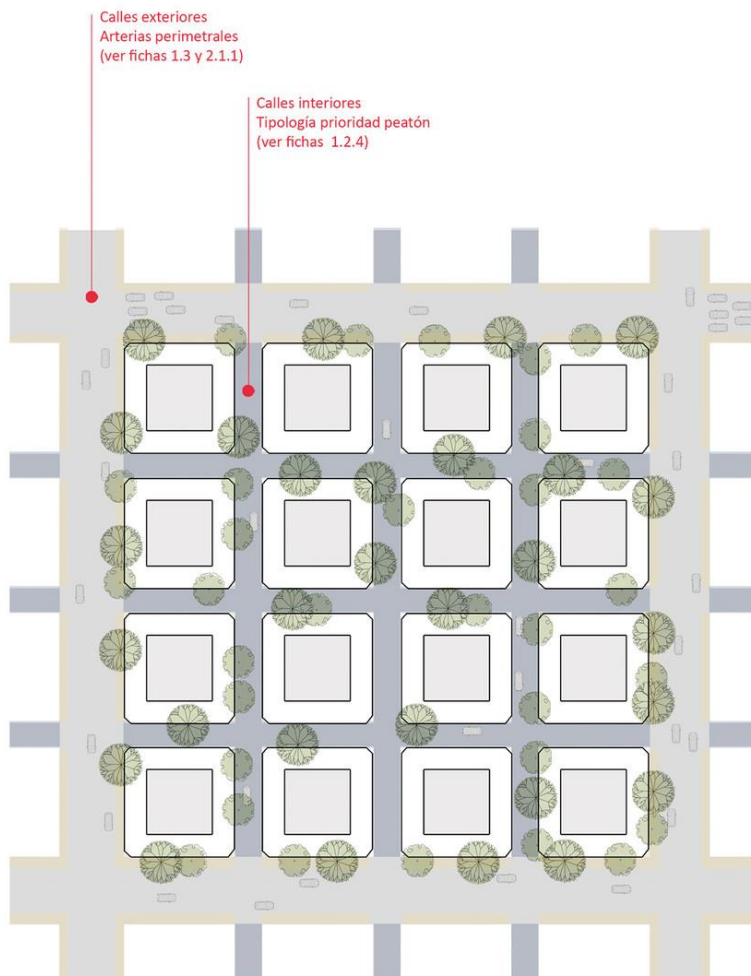 Calles exteriores
Arterias perimetrales
(ver fichas 1.3 y 2.1.1)
Calles interiores
Tipología prioridad peatón
(ver fichas  1.2.4)